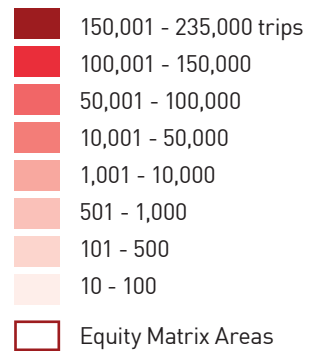 150,001 - 235,000 trips
100,001 - 150,000
50,001 - 100,000
10,001 - 50,000
1,001 - 10,000
501 - 1,000
101 - 500
10 - 100
Equity Matrix Areas